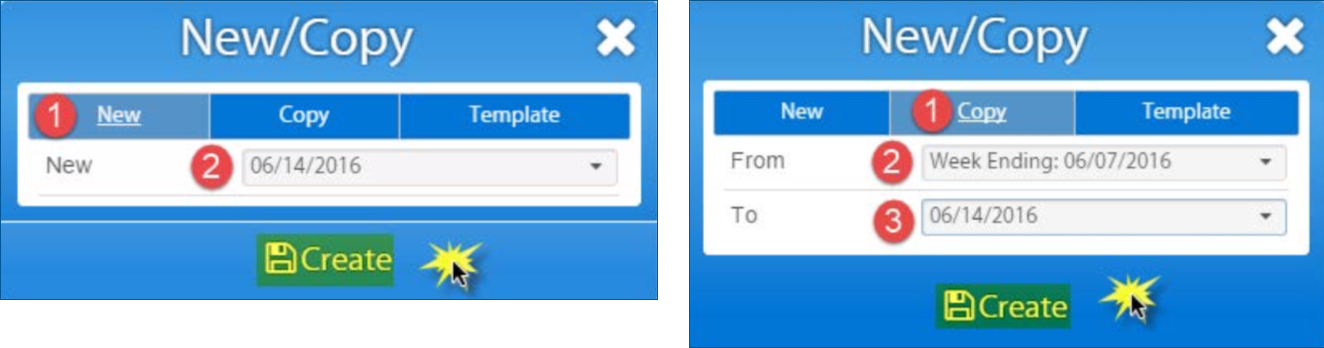 New/Copy
1 New Copy Template
New 2 06/14/2016
Create
New/Copy
New 1 Copy Template
From 2 Week Ending: 06/07/2016
To 3 06/14/2016
Create